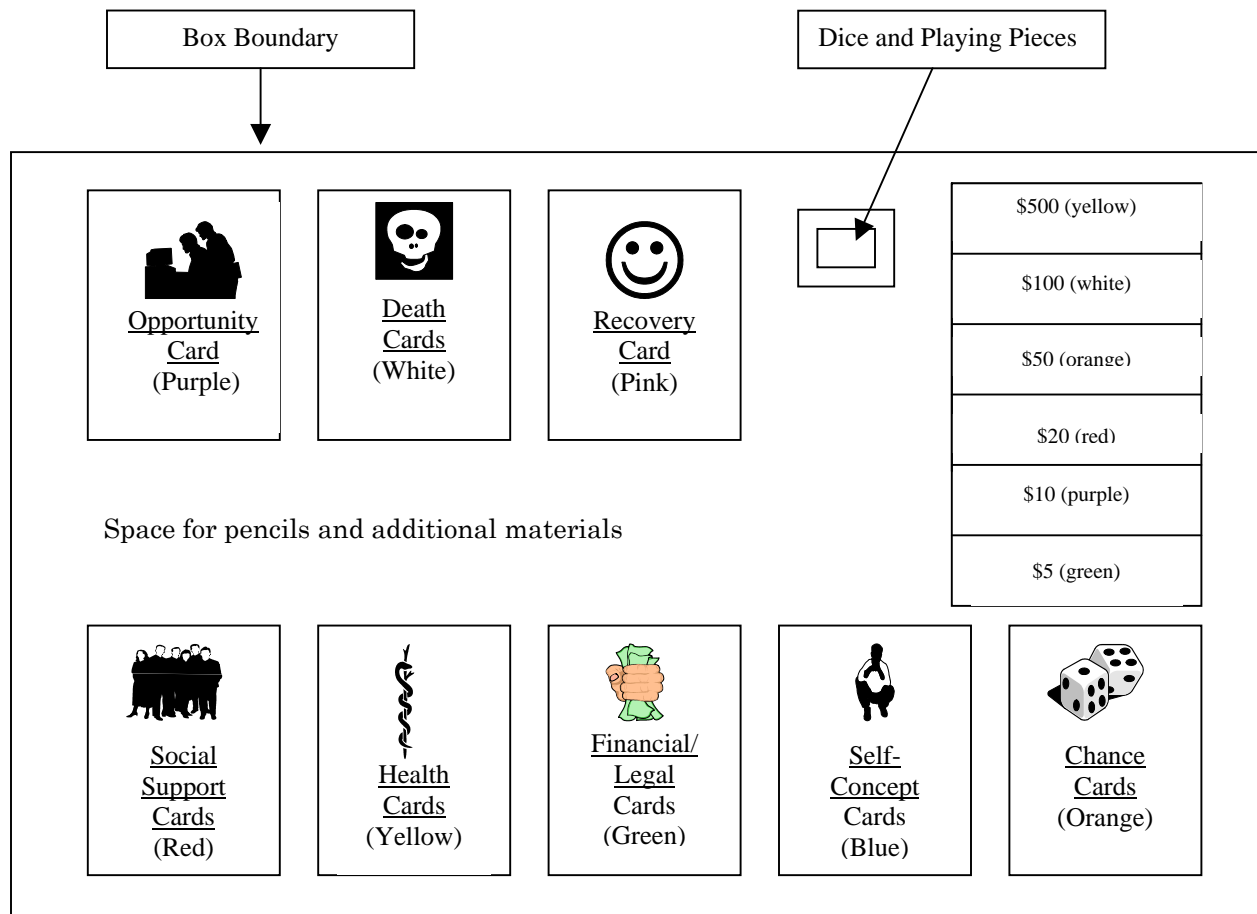 Box Boundary
Dice and Playing Pieces
Opportunity
Card
(Purple)
Death
Cards
(White)
Recovery
Card
(Pink)
$500 (yellow)
$100 (white)
$50 (orange)
$20 (red)
$10 (purple)
$5 (green)
Space for pencils and additional materials
Social
Support
Cards
(Red)
Health
Cards
(Yellow)
Financial/
Legal
Cards
(Green)
Self-
Concept
Cards
(Blue)
Chance
Cards
(Orange)